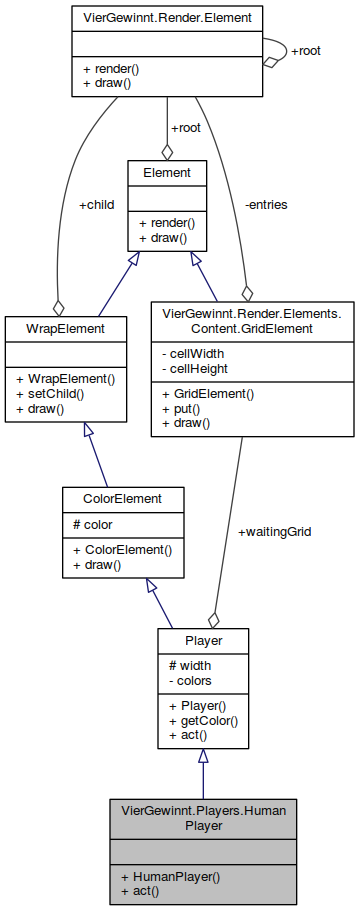 VierGewinnt.Render.Element
+ render()
+ draw()
+root
+root
+child
-entries
Element
+ render()
+ draw()
WrapElement
+ WrapElement()
+ setChild()
+ draw()
VierGewinnt.Render.Elements.
Content.GridElement
- cellWidth
- cellHeight
+ GridElement()
+ put()
+ draw()
ColorElement
# color
+ ColorElement()
+ draw()
+waitingGrid
Player
# width
- colors
+ Player()
+ getColor()
+ act()
VierGewinnt.Players.Human
Player
+ HumanPlayer()
+ act()